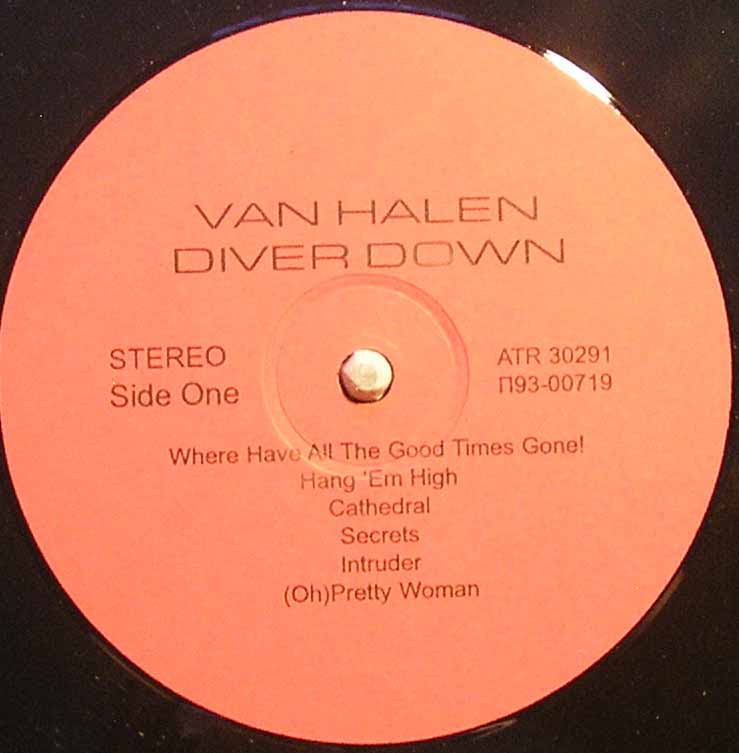 VAN HALEN
DIVER DOWN
STEREO
Side One
ATR 30291
П93-00719
Where Have All The Good Times Gone!
Hang 'Em High
Cathedral
Secrets
Intruder
(Oh)Pretty Woman